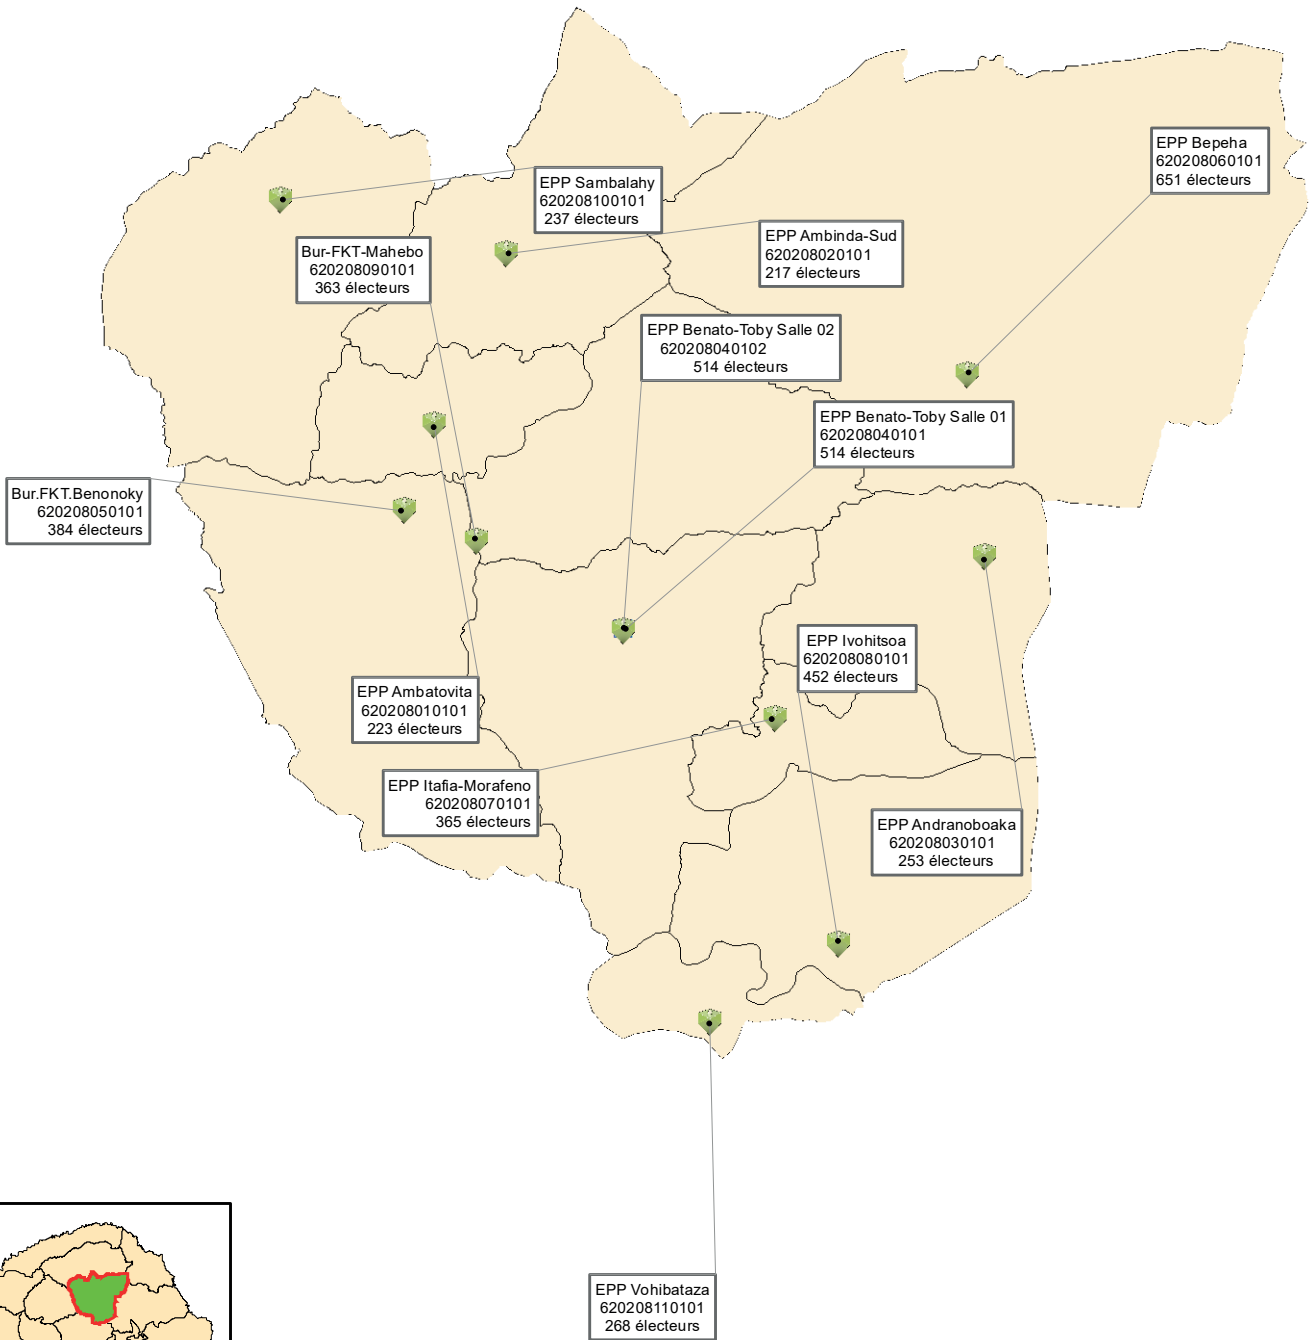 EPP Bepeha
620208060101
651 électeurs
EPP Sambalahy
620208100101
237 électeurs
EPP Ambinda-Sud
620208020101
217 électeurs
Bur-FKT-Mahebo
620208090101
363 électeurs
EPP Benato-Toby Salle 02
620208040102
514 électeurs
EPP Benato-Toby Salle 01
620208040101
514 électeurs
Bur.FKT.Benonoky
620208050101
384 électeurs
EPP Ivohitsoa
620208080101
452 électeurs
EPP Ambatovita
620208010101
223 électeurs
EPP Itafia-Morafeno
620208070101
365 électeurs
EPP Andranoboaka
620208030101
253 électeurs
EPP Vohibataza
620208110101
268 électeurs